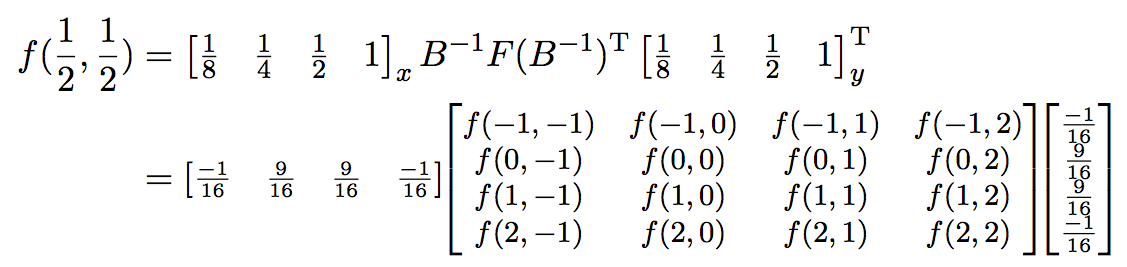 f(1/2, 1/2) = [1/8 1/4 1/2 1]_x B^{-1}F(B^{-1})^T [1/8 1/4 1/2 1]_y^T
= [-1/16 9/16 9/16 -1/16] [f(-1,-1) f(-1,0) f(-1,1) f(-1,2)
f(0,-1) f(0,0) f(0,1) f(0,2)
f(1,-1) f(1,0) f(1,1) f(1,2)
f(2,-1) f(2,0) f(2,1) f(2,2)] [-1/16
9/16
9/16
-1/16]